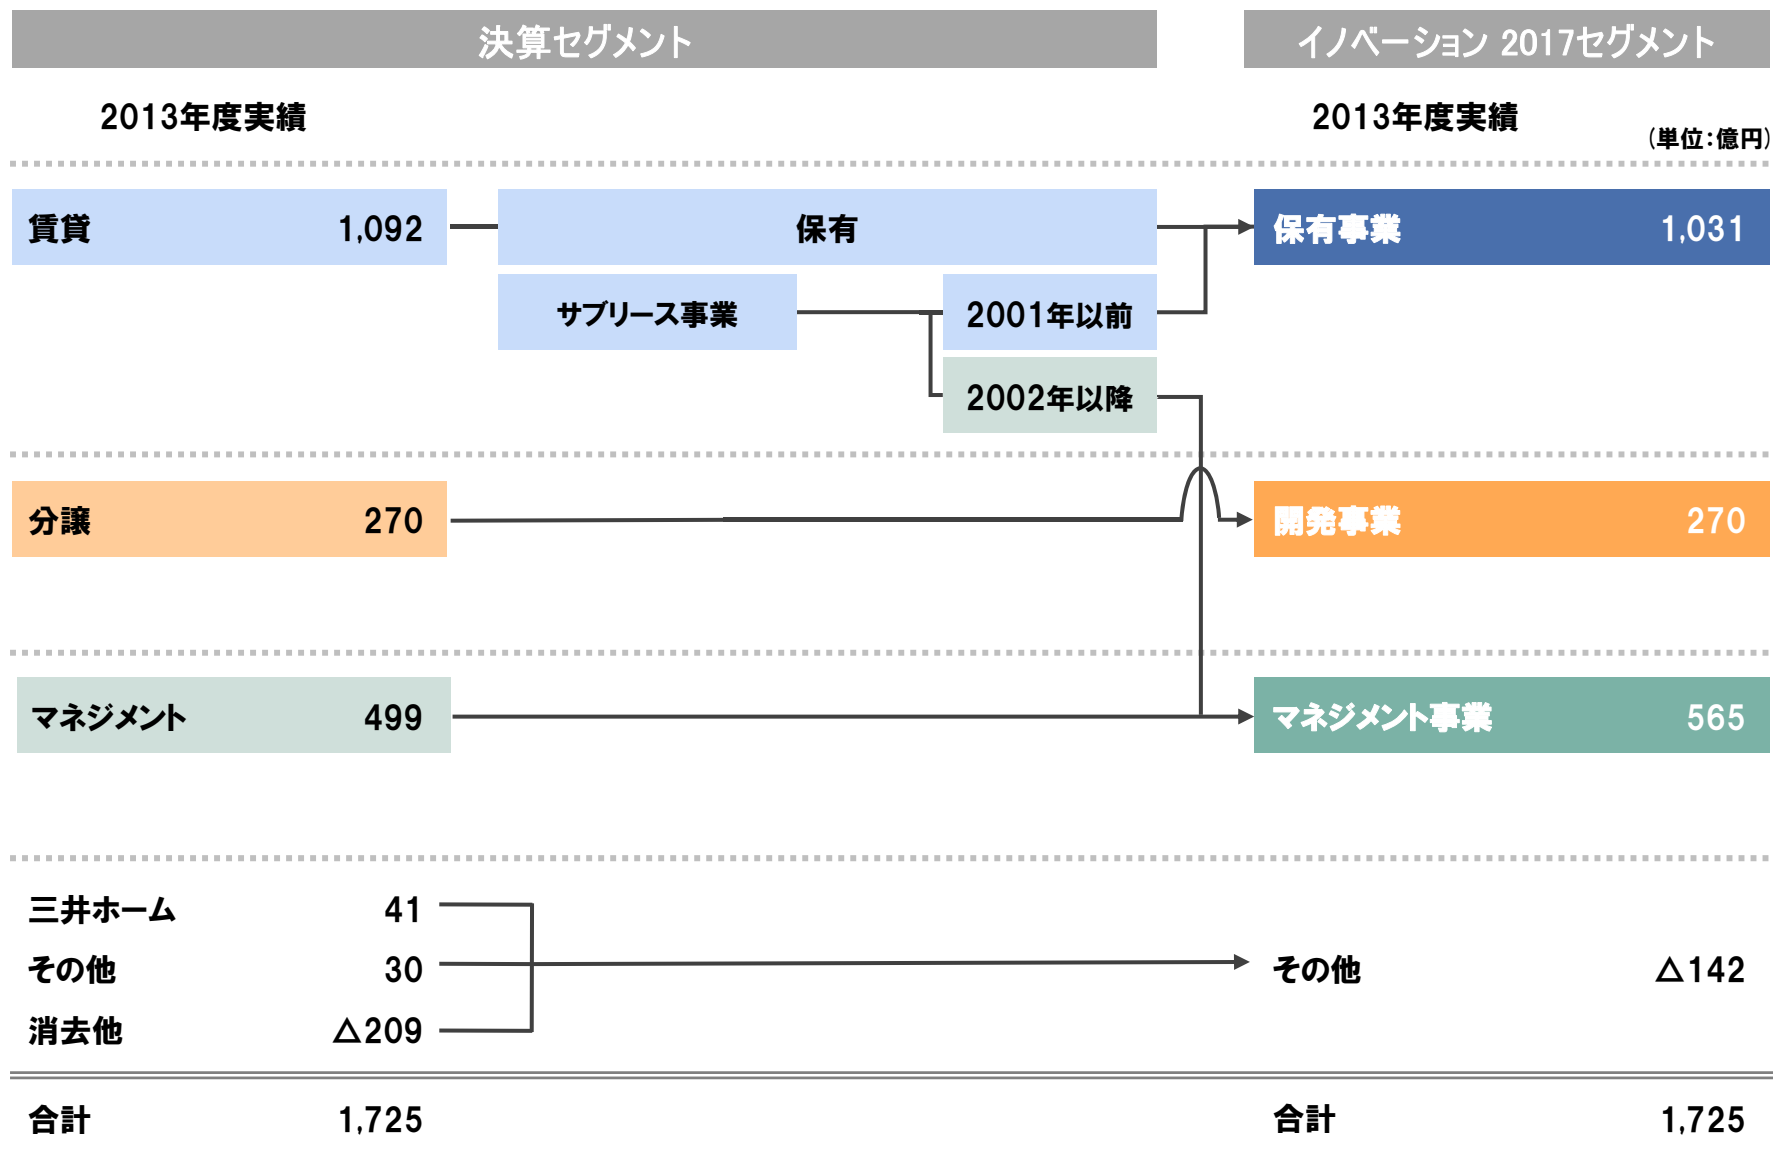 決算セグメント
イノベーション 2017セグメント
2013年度実績
2013年度実績
(単位:億円)
賃貸 1,092
保有
保有事業 1,031
サブリース事業
2001年以前
2002年以降
分譲 270
開発事業 270
マネジメント 499
マネジメント事業 565
三井ホーム 41
その他 30
その他 △142
消去他 △209
合計 1,725
合計 1,725